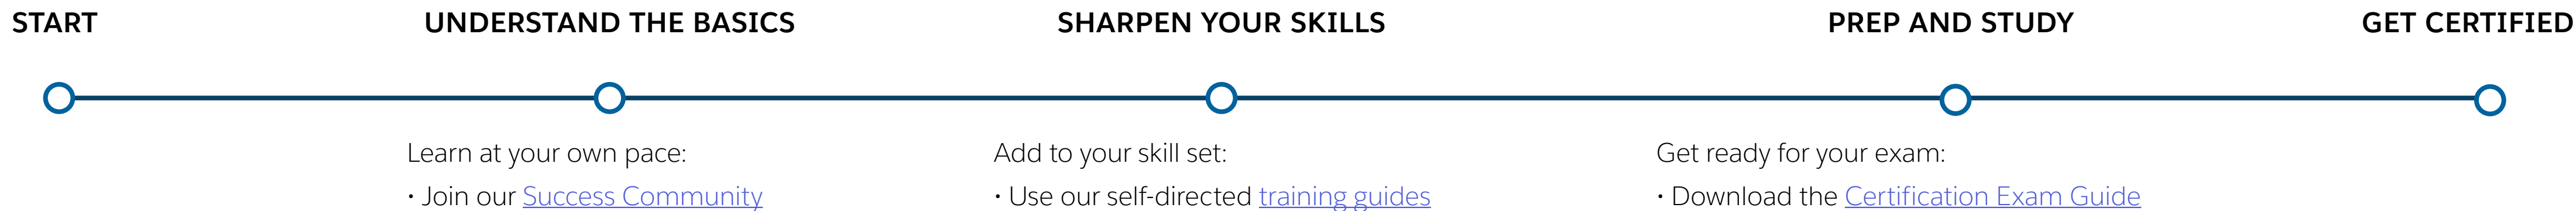 START
UNDERSTAND THE BASICS
SHARPEN YOUR SKILLS
PREP AND STUDY
GET CERTIFIED
Learn at your own pace:
• Join our Success Community
Add to your skill set:
• Use our self-directed training guides
Get ready for your exam:
• Download the Certification Exam Guide